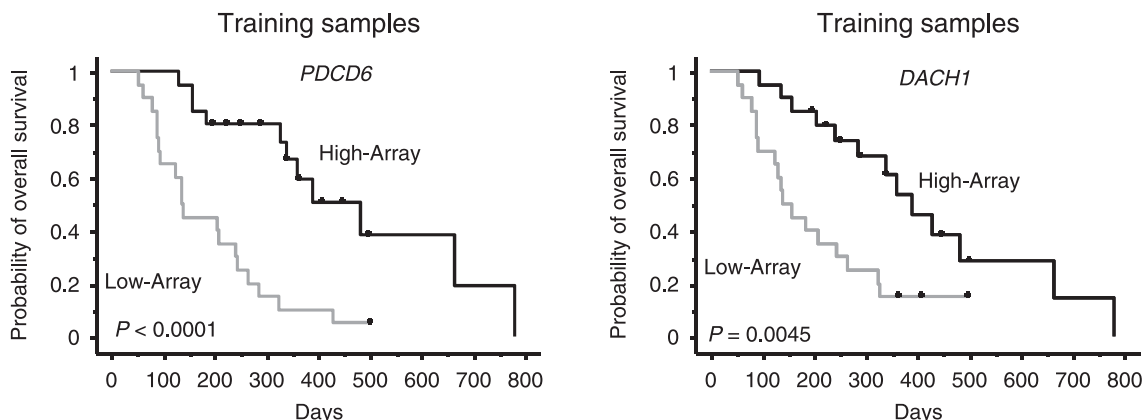 Training samples
PDCD6
Probability of overall survival
1
0.8
0.6
0.4
0.2
0
High-Array
Low-Array
P < 0.0001
0 100 200 300 400 500 600 700 800
Days
Training samples
DACH1
Probability of overall survival
1
0.8
0.6
0.4
0.2
0
High-Array
Low-Array
P = 0.0045
0 100 200 300 400 500 600 700 800
Days